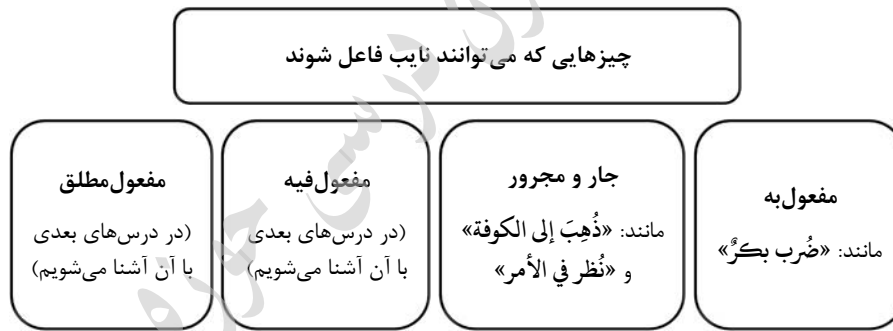 چیزهایی که می‌توانند نایب فاعل شوند
مفعول‌به
مانند: «ضُرب بکرٌ»
جار و مجرور
مانند: «ذُهِبَ إلی الکوفة»
و «نُظر في الأمر»
مفعول‌فیه
(در درس‌های بعدی
با آن آشنا می‌شویم)
مفعول‌مطلق
(در درس‌های بعدی
با آن آشنا می‌شویم)